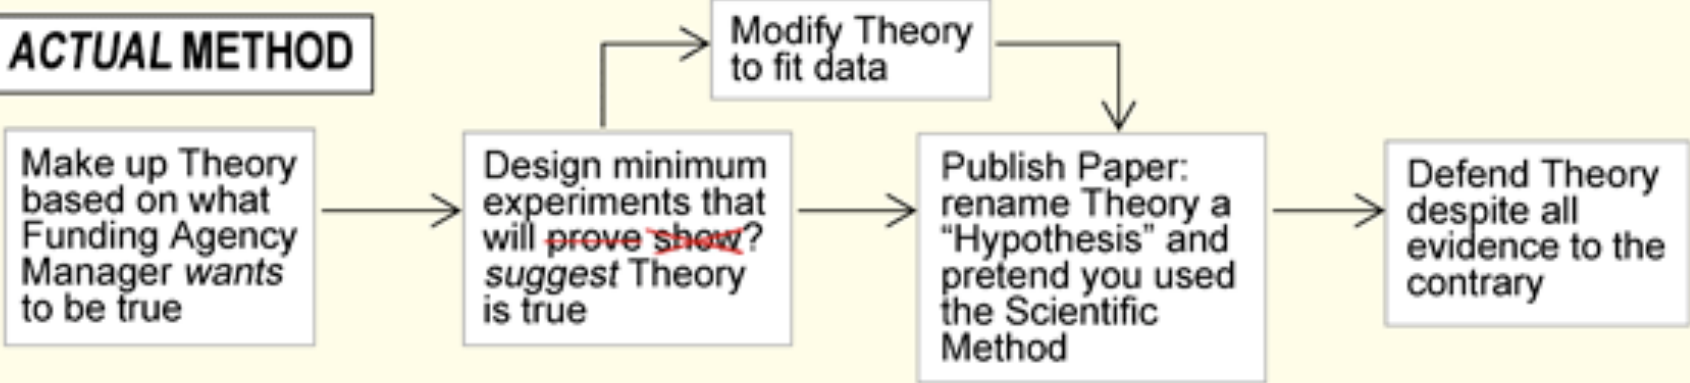 ACTUAL METHOD
Make up Theory
based on what
Funding Agency
Manager wants
to be true
Design minimum
experiments that
will prove show?
suggest Theory
is true
Modify Theory
to fit data
Publish Paper:
rename Theory a
“Hypothesis” and
pretend you used
the Scientific
Method
Defend Theory
despite all
evidence to the
contrary